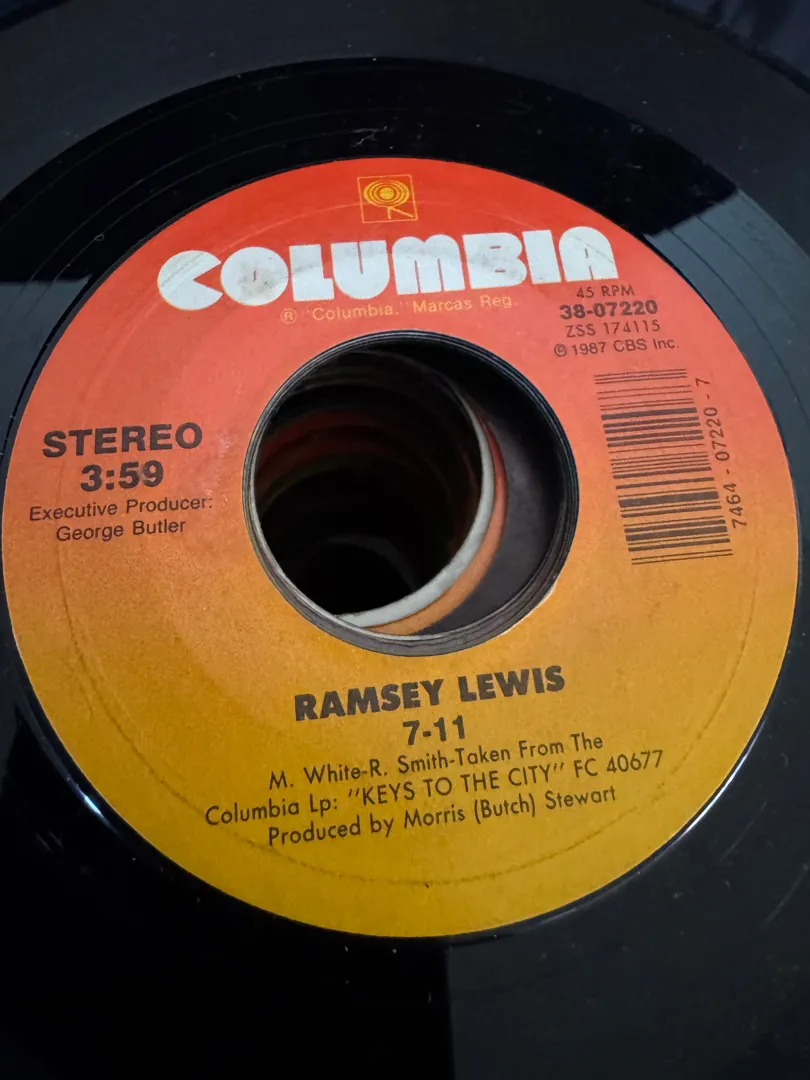 COLUMBIA
® "Columbia," Marcas Reg.
45 RPM
38-07220
ZSS 174115
© 1987 CBS Inc.
7464 - 07220 - 7
STEREO
3:59
Executive Producer:
George Butler
RAMSEY LEWIS
7-11
M. White-R. Smith-Taken From The
Columbia Lp: "KEYS TO THE CITY" FC 40677
Produced by Morris (Butch) Stewart